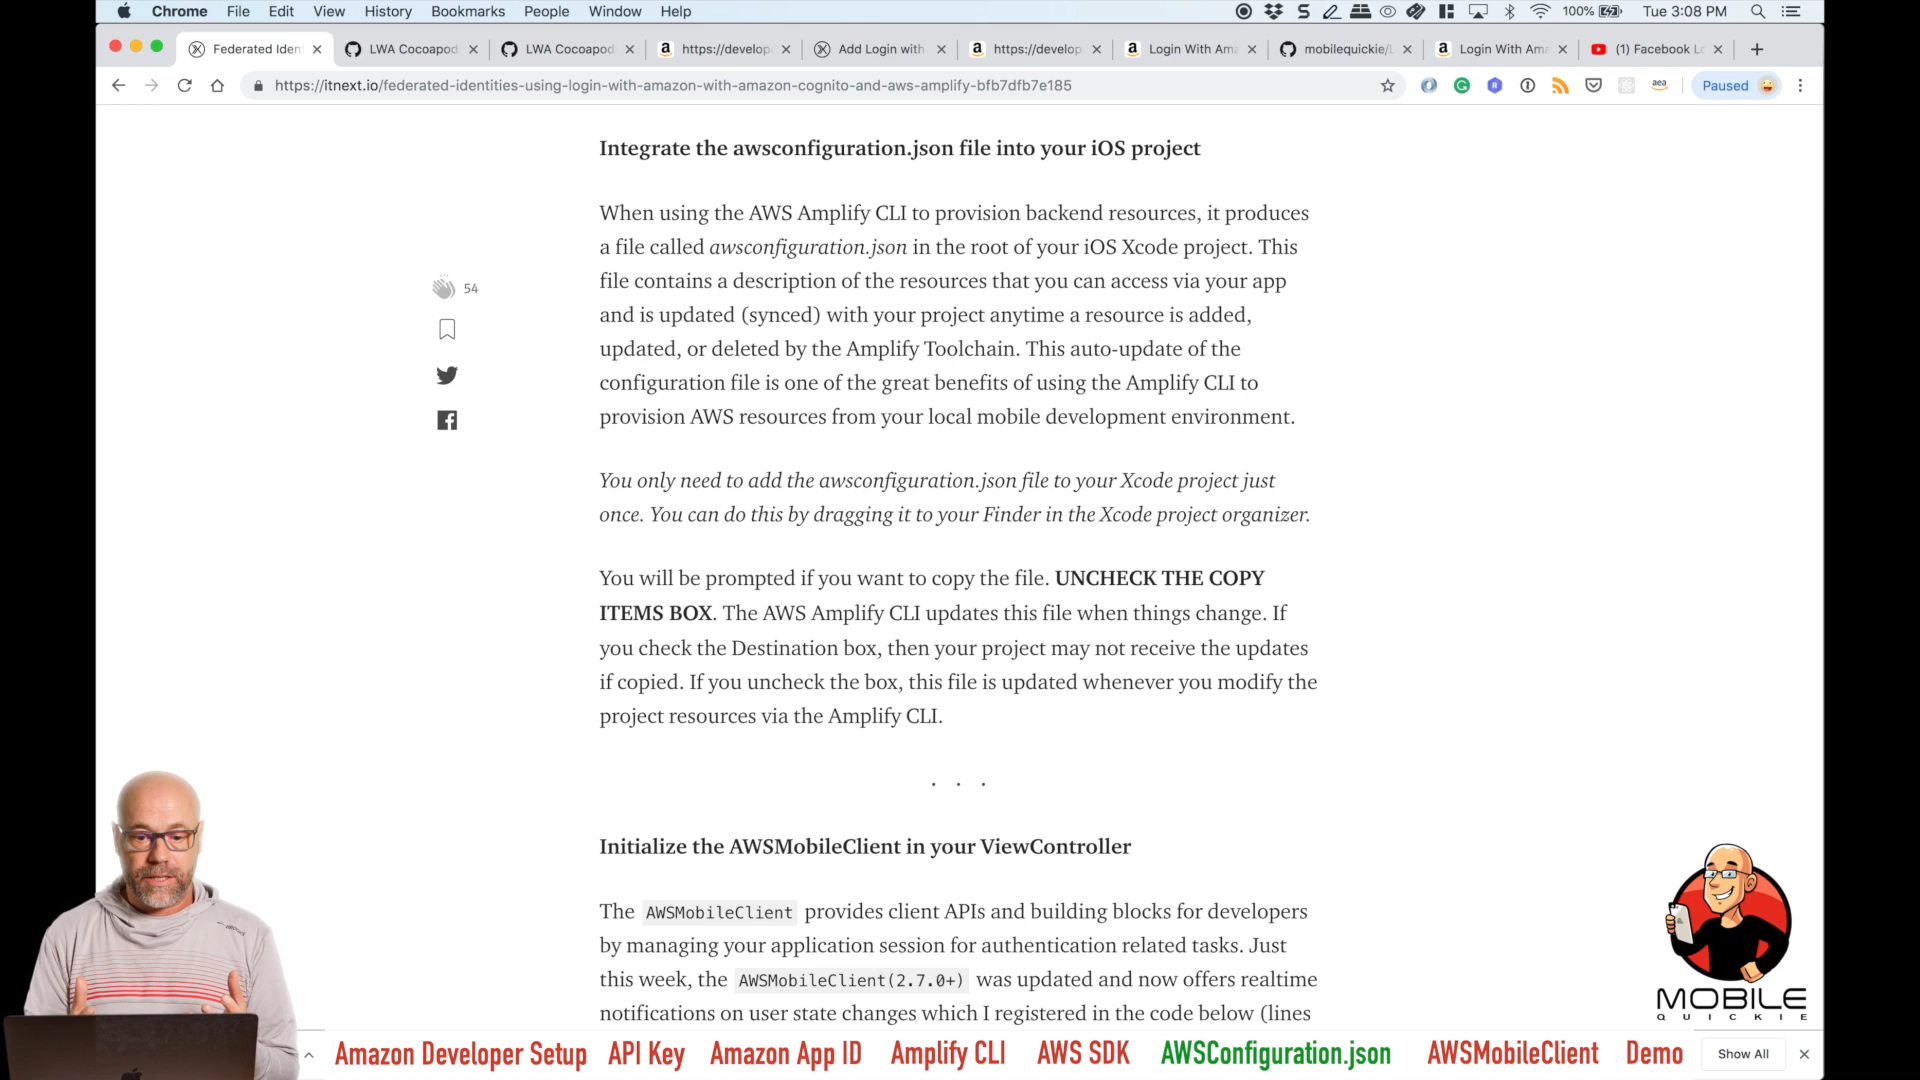 Chrome File Edit View History Bookmarks People Window Help 100% Tue 3:08 PM
Federated Iden LWA Cocoapod LWA Cocoapod https://develop Add Login with https://develop Login With Ama mobilequickie/L Login With Ama (1) Facebook Lo
https://itnext.io/federated-identities-using-login-with-amazon-with-amazon-cognito-and-aws-amplify-bfb7dfb7e185 aea Paused
Integrate the awsconfiguration.json file into your iOS project
When using the AWS Amplify CLI to provision backend resources, it produces
a file called awsconfiguration.json in the root of your iOS Xcode project. This
file contains a description of the resources that you can access via your app
and is updated (synced) with your project anytime a resource is added,
updated, or deleted by the Amplify Toolchain. This auto-update of the
configuration file is one of the great benefits of using the Amplify CLI to
provision AWS resources from your local mobile development environment.
54
You only need to add the awsconfiguration.json file to your Xcode project just
once. You can do this by dragging it to your Finder in the Xcode project organizer.
You will be prompted if you want to copy the file. UNCHECK THE COPY
ITEMS BOX. The AWS Amplify CLI updates this file when things change. If
you check the Destination box, then your project may not receive the updates
if copied. If you uncheck the box, this file is updated whenever you modify the
project resources via the Amplify CLI.
. . .
Initialize the AWSMobileClient in your ViewController
The AWSMobileClient provides client APIs and building blocks for developers
by managing your application session for authentication related tasks. Just
this week, the AWSMobileClient(2.7.0+) was updated and now offers realtime
notifications on user state changes which I registered in the code below (lines
MOBILE
QUICKIE
Amazon Developer Setup API Key Amazon App ID Amplify CLI AWS SDK AWSConfiguration.json AWSMobileClient Demo Show All